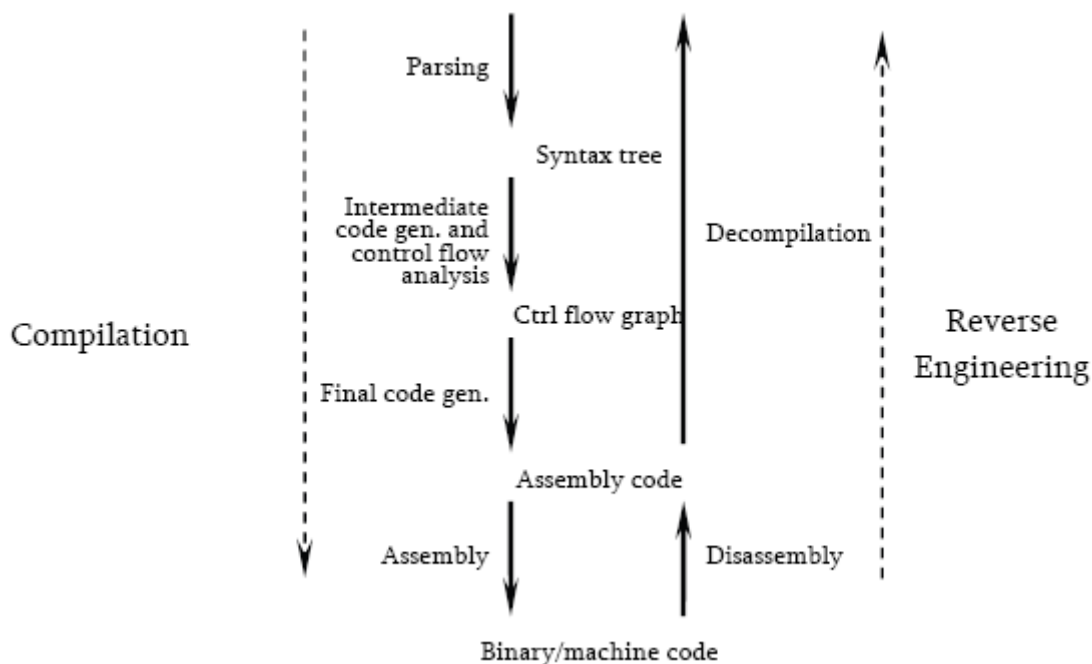 Parsing
Syntax tree
Intermediate
code gen. and
control flow
analysis
Decompilation
Ctrl flow graph
Compilation
Reverse
Engineering
Final code gen.
Assembly code
Assembly
Disassembly
Binary/machine code